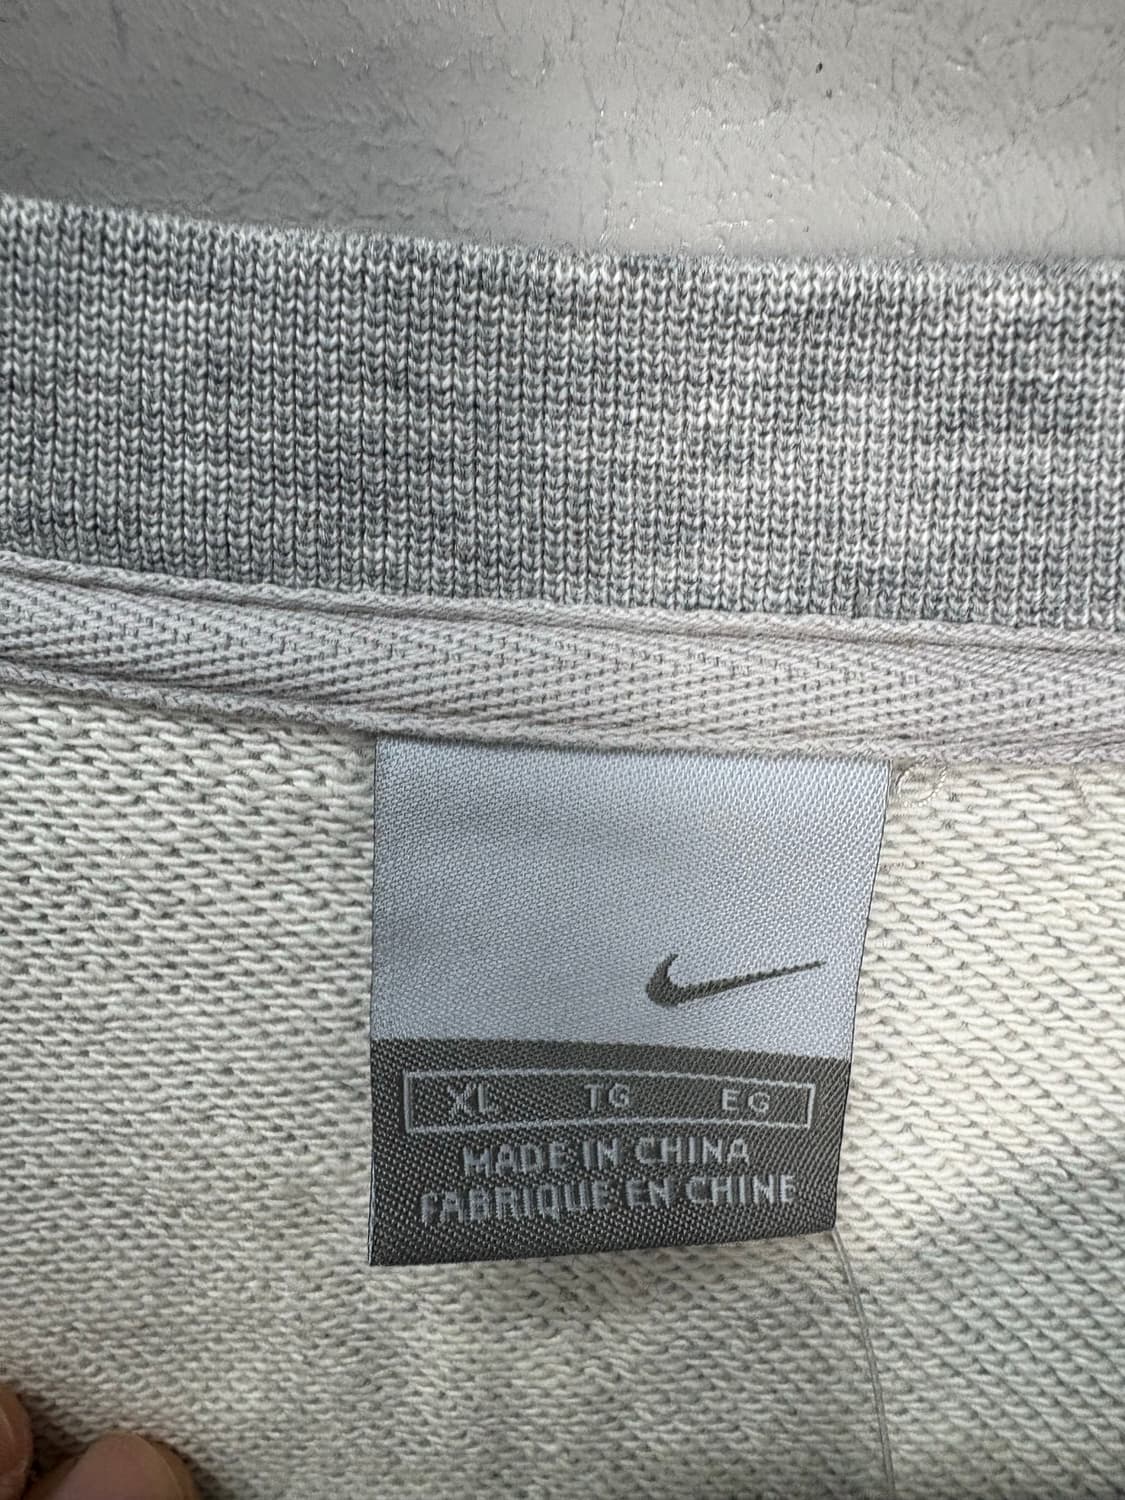 XL TG EG
MADE IN CHINA
FABRIQUE EN CHINE